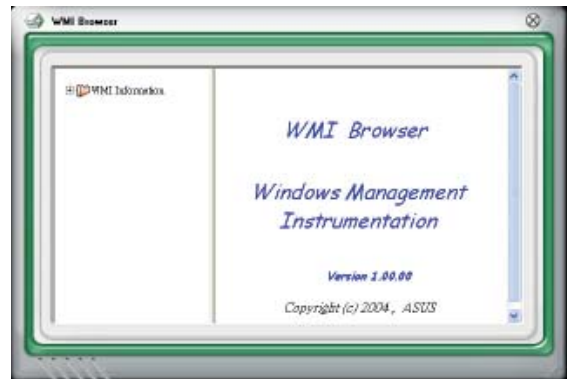 WMI Browser
WMI Information
WMI Browser
Windows Management
Instrumentation
Version 1.00.00
Copyright (c) 2004, ASUS